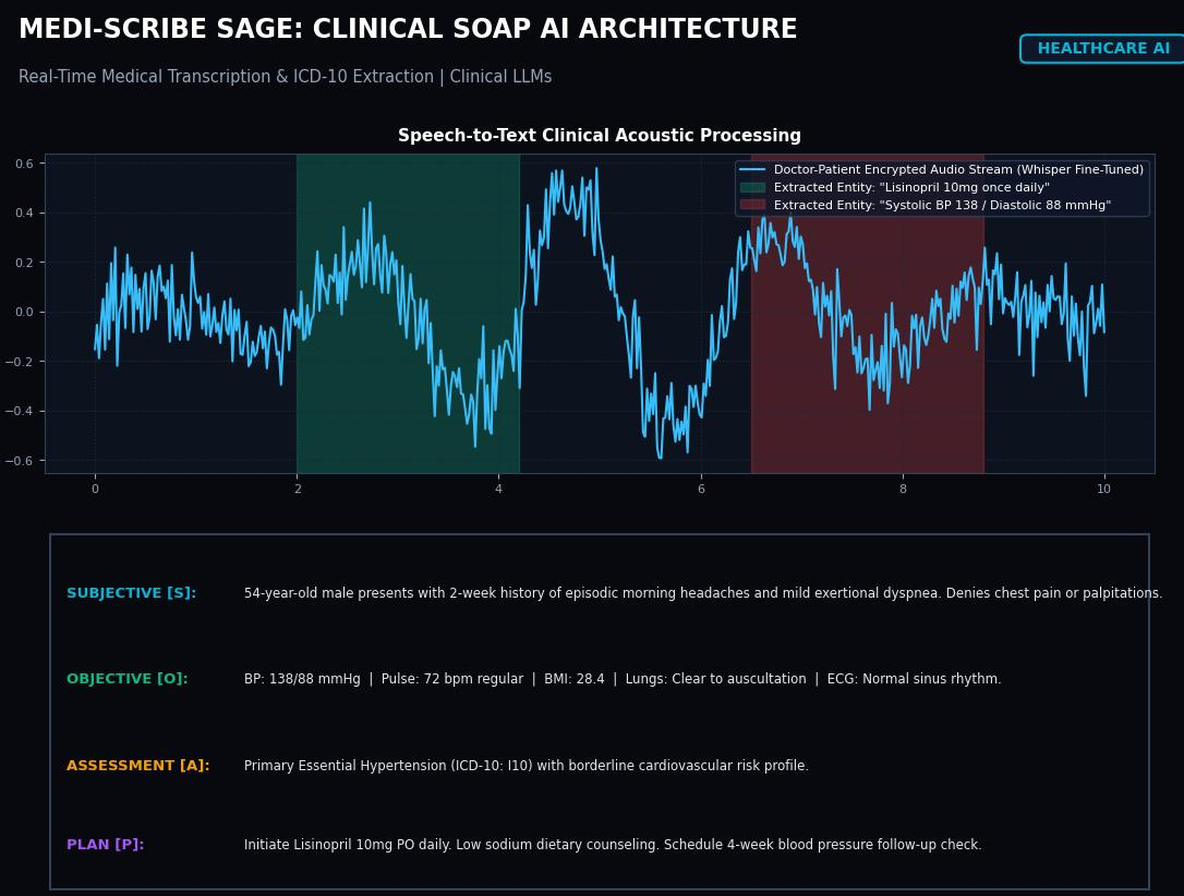 MEDI-SCRIBE SAGE: CLINICAL SOAP AI ARCHITECTURE
HEALTHCARE AI
Real-Time Medical Transcription & ICD-10 Extraction | Clinical LLMs
Speech-to-Text Clinical Acoustic Processing
Doctor-Patient Encrypted Audio Stream (Whisper Fine-Tuned)
Extracted Entity: "Lisinopril 10mg once daily"
Extracted Entity: "Systolic BP 138 / Diastolic 88 mmHg"
0.6
0.4
0.2
0.0
−0.2
−0.4
−0.6
0 2 4 6 8 10
SUBJECTIVE [S]: 54-year-old male presents with 2-week history of episodic morning headaches and mild exertional dyspnea. Denies chest pain or palpitations.
OBJECTIVE [O]: BP: 138/88 mmHg | Pulse: 72 bpm regular | BMI: 28.4 | Lungs: Clear to auscultation | ECG: Normal sinus rhythm.
ASSESSMENT [A]: Primary Essential Hypertension (ICD-10: I10) with borderline cardiovascular risk profile.
PLAN [P]: Initiate Lisinopril 10mg PO daily. Low sodium dietary counseling. Schedule 4-week blood pressure follow-up check.